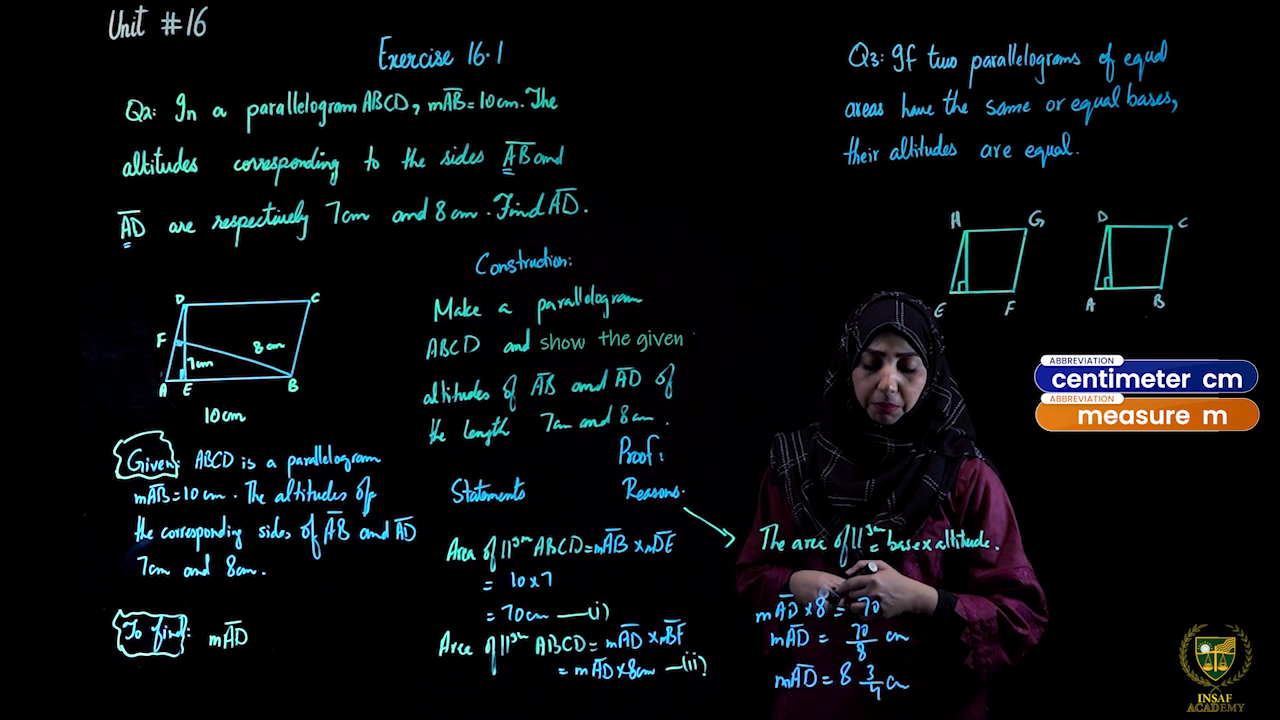 Unit #16
Exercise 16.1
Q2: In a parallelogram ABCD, mAB = 10cm. The
altitudes corresponding to the sides AB and
AD are respectively 7cm and 8cm. Find AD.
D C
F 8cm
7cm
A E B
10cm
Given: ABCD is a parallelogram
mAB = 10cm. The altitudes of
the corresponding sides of AB and AD
7cm and 8cm.
To find: mAD
Construction:
Make a parallelogram
ABCD and show the given
altitudes of AB and AD of
the length 7cm and 8cm.
Proof:
Statements Reasons.
Area of ||gm ABCD = mAB × mDE
= 10×7
= 70cm —(i)
Area of ||gm ABCD = mAD × mBF
= mAD × 8cm —(ii)
The area of ||gm = base × altitude.
mAD × 8 = 70
mAD = 70/8 cm
mAD = 8 3/4 cm
Q3: If two parallelograms of equal
areas have the same or equal bases,
their altitudes are equal.
H G D C
E F A B
ABBREVIATION
centimeter cm
ABBREVIATION
measure m
INSAF
ACADEMY